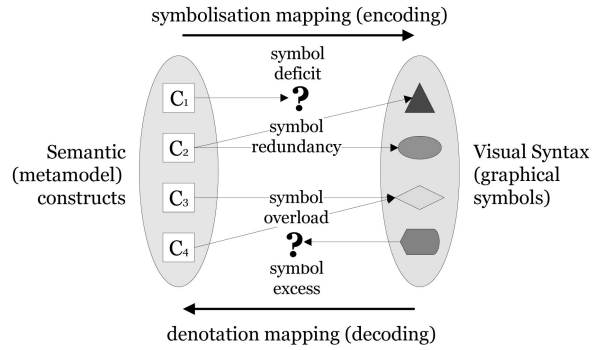 symbolisation mapping (encoding)
symbol
deficit
?
C1
C2
symbol
redundancy
Semantic
(metamodel)
constructs
Visual Syntax
(graphical
symbols)
C3
symbol
overload
C4
?
symbol
excess
denotation mapping (decoding)